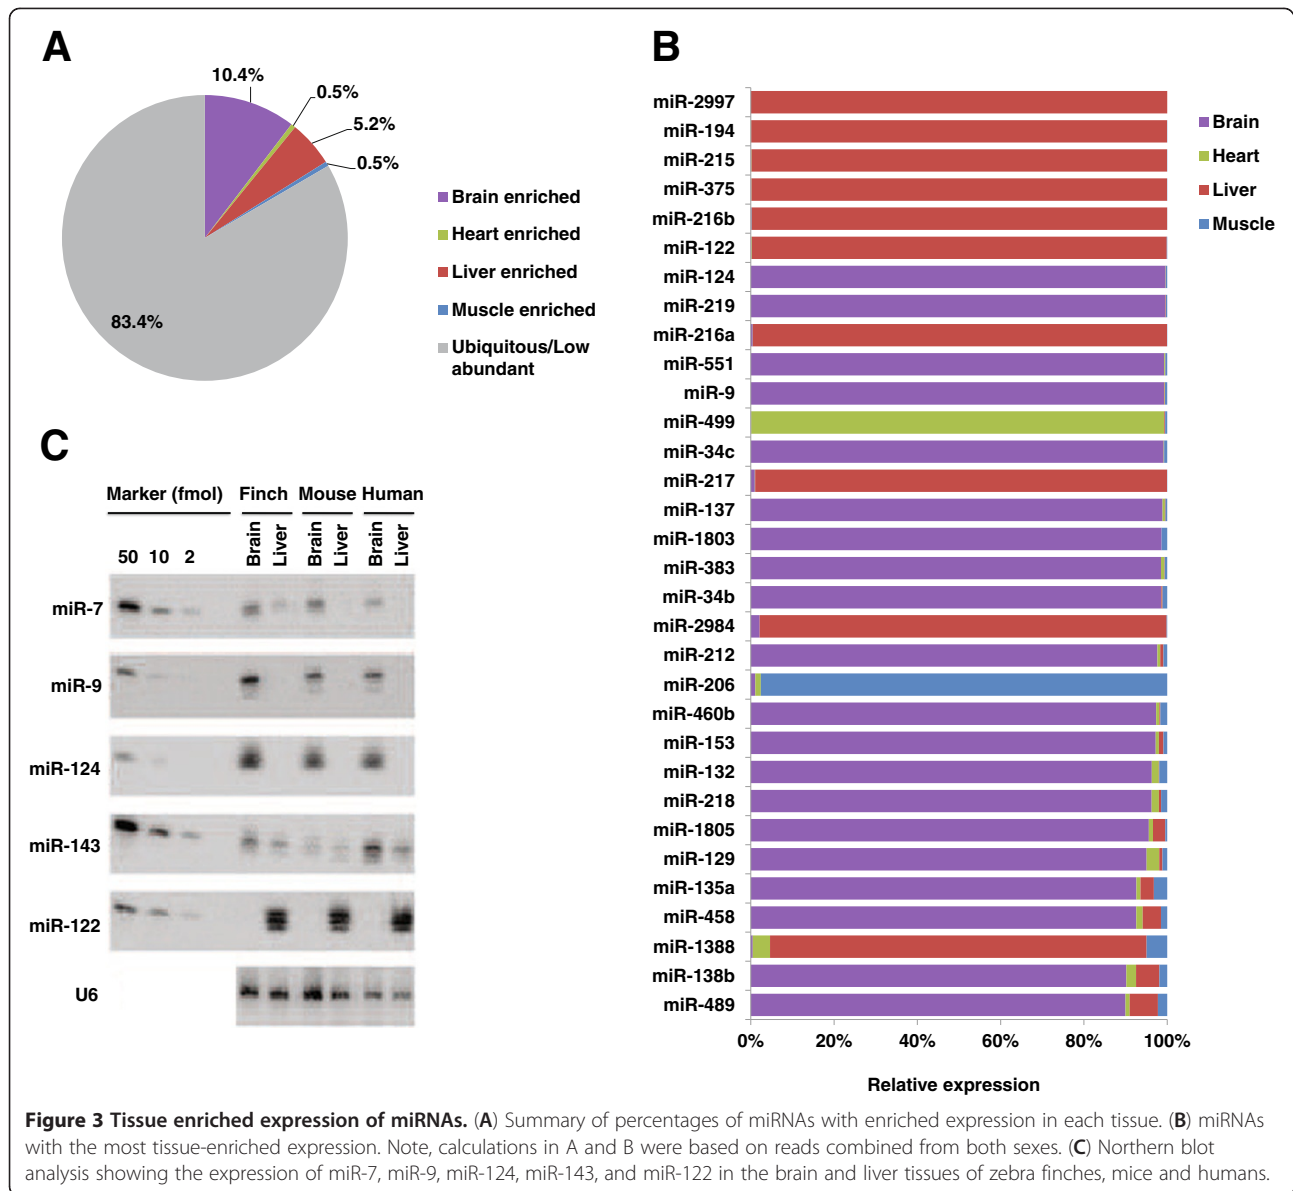 A
10.4%
0.5%
5.2%
0.5%
83.4%
Brain enriched
Heart enriched
Liver enriched
Muscle enriched
Ubiquitous/Low
abundant
B
miR-2997
miR-194
miR-215
miR-375
miR-216b
miR-122
miR-124
miR-219
miR-216a
miR-551
miR-9
miR-499
miR-34c
miR-217
miR-137
miR-1803
miR-383
miR-34b
miR-2984
miR-212
miR-206
miR-460b
miR-153
miR-132
miR-218
miR-1805
miR-129
miR-135a
miR-458
miR-1388
miR-138b
miR-489
0% 20% 40% 60% 80% 100%
Relative expression
Brain
Heart
Liver
Muscle
C
Marker (fmol) Finch Mouse Human
50 10 2 Brain Liver Brain Liver Brain Liver
miR-7
miR-9
miR-124
miR-143
miR-122
U6
Figure 3 Tissue enriched expression of miRNAs. (A) Summary of percentages of miRNAs with enriched expression in each tissue. (B) miRNAs
with the most tissue-enriched expression. Note, calculations in A and B were based on reads combined from both sexes. (C) Northern blot
analysis showing the expression of miR-7, miR-9, miR-124, miR-143, and miR-122 in the brain and liver tissues of zebra finches, mice and humans.